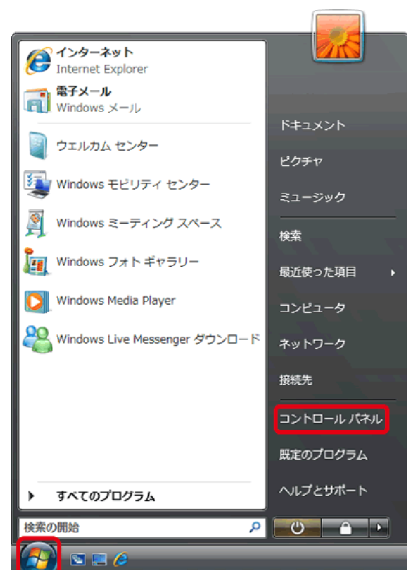 インターネット
Internet Explorer
電子メール
Windows メール
ウェルカム センター
Windows モビリティ センター
Windows ミーティング スペース
Windows フォト ギャラリー
Windows Media Player
Windows Live Messenger ダウンロード
すべてのプログラム
検索の開始
ドキュメント
ピクチャ
ミュージック
検索
最近使った項目
コンピュータ
ネットワーク
接続先
コントロール パネル
既定のプログラム
ヘルプとサポート